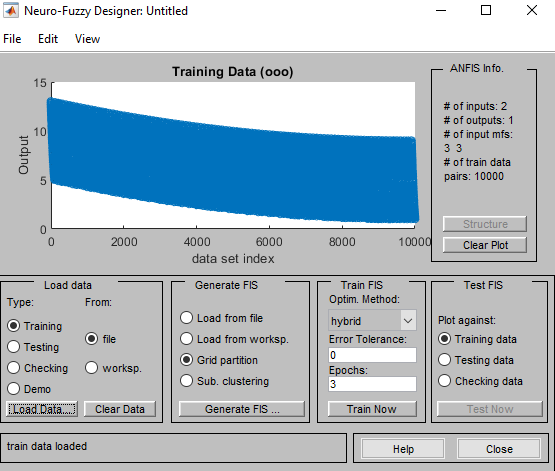 Neuro-Fuzzy Designer: Untitled
File Edit View
Training Data (ooo)
15
10
5
0
Output
0 2000 4000 6000 8000 10000
data set index
ANFIS Info.
# of inputs: 2
# of outputs: 1
# of input mfs:
3 3
# of train data
pairs: 10000
Structure
Clear Plot
Load data
Type: From:
Training
Testing
Checking
Demo
file
worksp.
Load Data... Clear Data
Generate FIS
Load from file
Load from worksp.
Grid partition
Sub. clustering
Generate FIS ...
Train FIS
Optim. Method:
hybrid
Error Tolerance:
0
Epochs:
3
Train Now
Test FIS
Plot against:
Training data
Testing data
Checking data
Test Now
train data loaded
Help Close